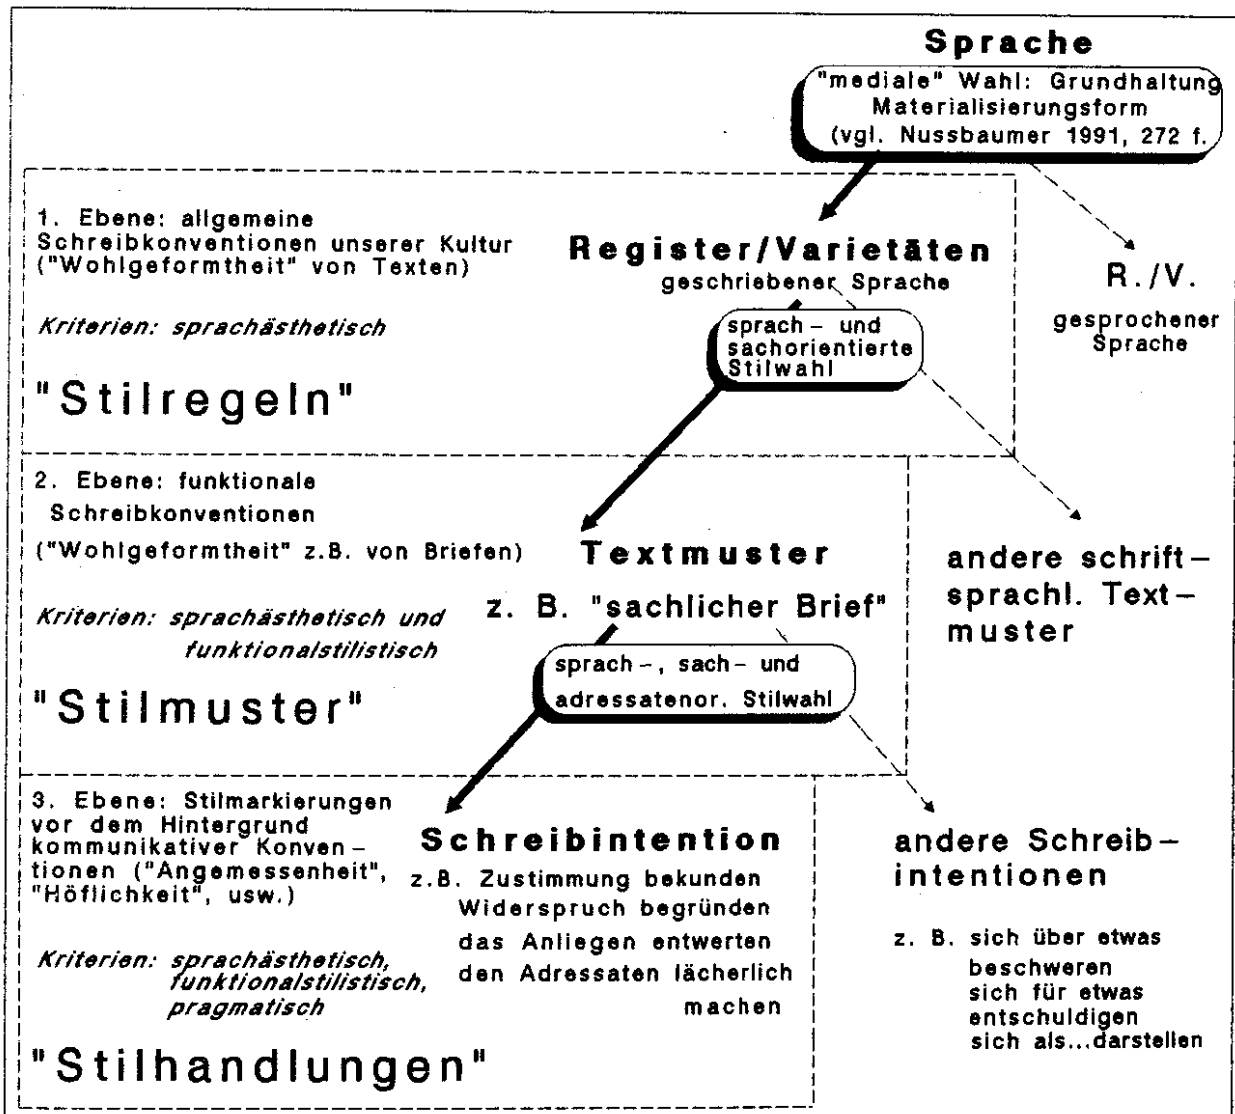 Sprache
"mediale" Wahl: Grundhaltung
Materialisierungsform
(vgl. Nussbaumer 1991, 272 f.
1. Ebene: allgemeine
Schreibkonventionen unserer Kultur
("Wohlgeformtheit" von Texten)
Kriterien: sprachästhetisch
"Stilregeln"
Register/Varietäten
geschriebener Sprache
sprach- und
sachorientierte
Stilwahl
R./V.
gesprochener
Sprache
2. Ebene: funktionale
Schreibkonventionen
("Wohlgeformtheit" z.B. von Briefen)
Kriterien: sprachästhetisch und
funktionalstilistisch
"Stilmuster"
Textmuster
z. B. "sachlicher Brief"
sprach-, sach- und
adressatenor. Stilwahl
andere schrift-
sprachl. Text-
muster
3. Ebene: Stilmarkierungen
vor dem Hintergrund
kommunikativer Konven-
tionen ("Angemessenheit",
"Höflichkeit", usw.)
Kriterien: sprachästhetisch,
funktionalstilistisch,
pragmatisch
"Stilhandlungen"
Schreibintention
z.B. Zustimmung bekunden
Widerspruch begründen
das Anliegen entwerten
den Adressaten lächerlich
machen
andere Schreib-
intentionen
z. B. sich über etwas
beschweren
sich für etwas
entschuldigen
sich als...darstellen